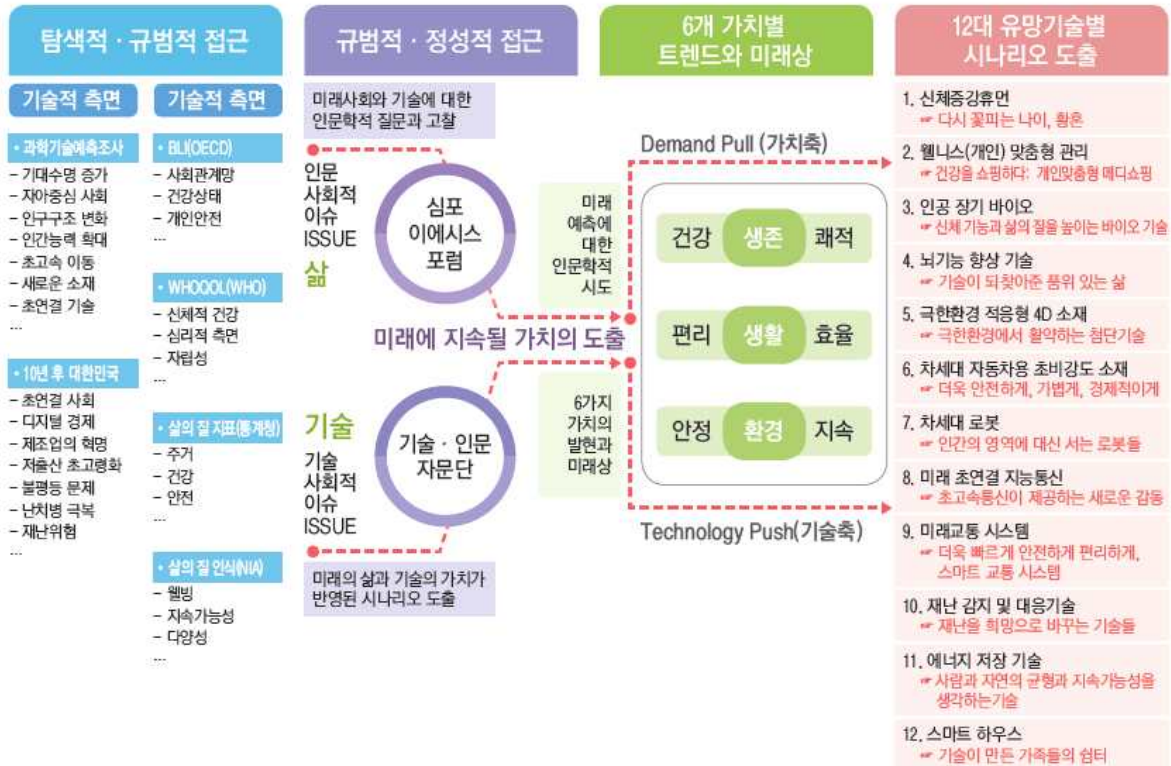 탐색적 · 규범적 접근
기술적 측면
• 과학기술예측조사
– 기대수명 증가
– 자아중심 사회
– 인구구조 변화
– 인간능력 확대
– 초고속 이동
– 새로운 소재
– 초연결 기술
...
• 10년 후 대한민국
– 초연결 사회
– 디지털 경제
– 제조업의 혁명
– 저출산 초고령화
– 불평등 문제
– 난치병 극복
– 재난위험
...
기술적 측면
• BLI(OECD)
– 사회관계망
– 건강상태
– 개인안전
...
• WHOQOL(WHO)
– 신체적 건강
– 심리적 측면
– 자립성
...
• 삶의 질 지표(통계청)
– 주거
– 건강
– 안전
...
• 삶의 질 인식(NIA)
– 웰빙
– 지속가능성
– 다양성
...
규범적 · 정성적 접근
미래사회와 기술에 대한
인문학적 질문과 고찰
인문
사회적
이슈
ISSUE
삶
심포
이에시스
포럼
미래에 지속될 가치의 도출
기술
기술
사회적
이슈
ISSUE
기술 · 인문
자문단
미래의 삶과 기술의 가치가
반영된 시나리오 도출
미래
예측에
대한
인문학적
시도
6가지
가치의
발현과
미래상
6개 가치별
트렌드와 미래상
Demand Pull (가치축)
건강 생존 쾌적
편리 생활 효율
안정 환경 지속
Technology Push(기술축)
12대 유망기술별
시나리오 도출
1. 신체증강휴먼
☞ 다시 꽃피는 나이, 황혼
2. 웰니스(개인) 맞춤형 관리
☞ 건강을 쇼핑하다: 개인맞춤형 메디쇼핑
3. 인공 장기 바이오
☞ 신체 기능과 삶의 질을 높이는 바이오 기술
4. 뇌기능 향상 기술
☞ 기술이 되찾아준 품위 있는 삶
5. 극한환경 적응형 4D 소재
☞ 극한환경에서 활약하는 첨단기술
6. 차세대 자동차용 초비강도 소재
☞ 더욱 안전하게, 가볍게, 경제적이게
7. 차세대 로봇
☞ 인간의 영역에 대신 서는 로봇들
8. 미래 초연결 지능통신
☞ 초고속통신이 제공하는 새로운 감동
9. 미래교통 시스템
☞ 더욱 빠르게 안전하게 편리하게,
스마트 교통 시스템
10. 재난 감지 및 대응기술
☞ 재난을 희망으로 바꾸는 기술들
11. 에너지 저장 기술
☞ 사람과 자연의 균형과 지속가능성을
생각하는기술
12. 스마트 하우스
☞ 기술이 만든 가족들의 쉼터